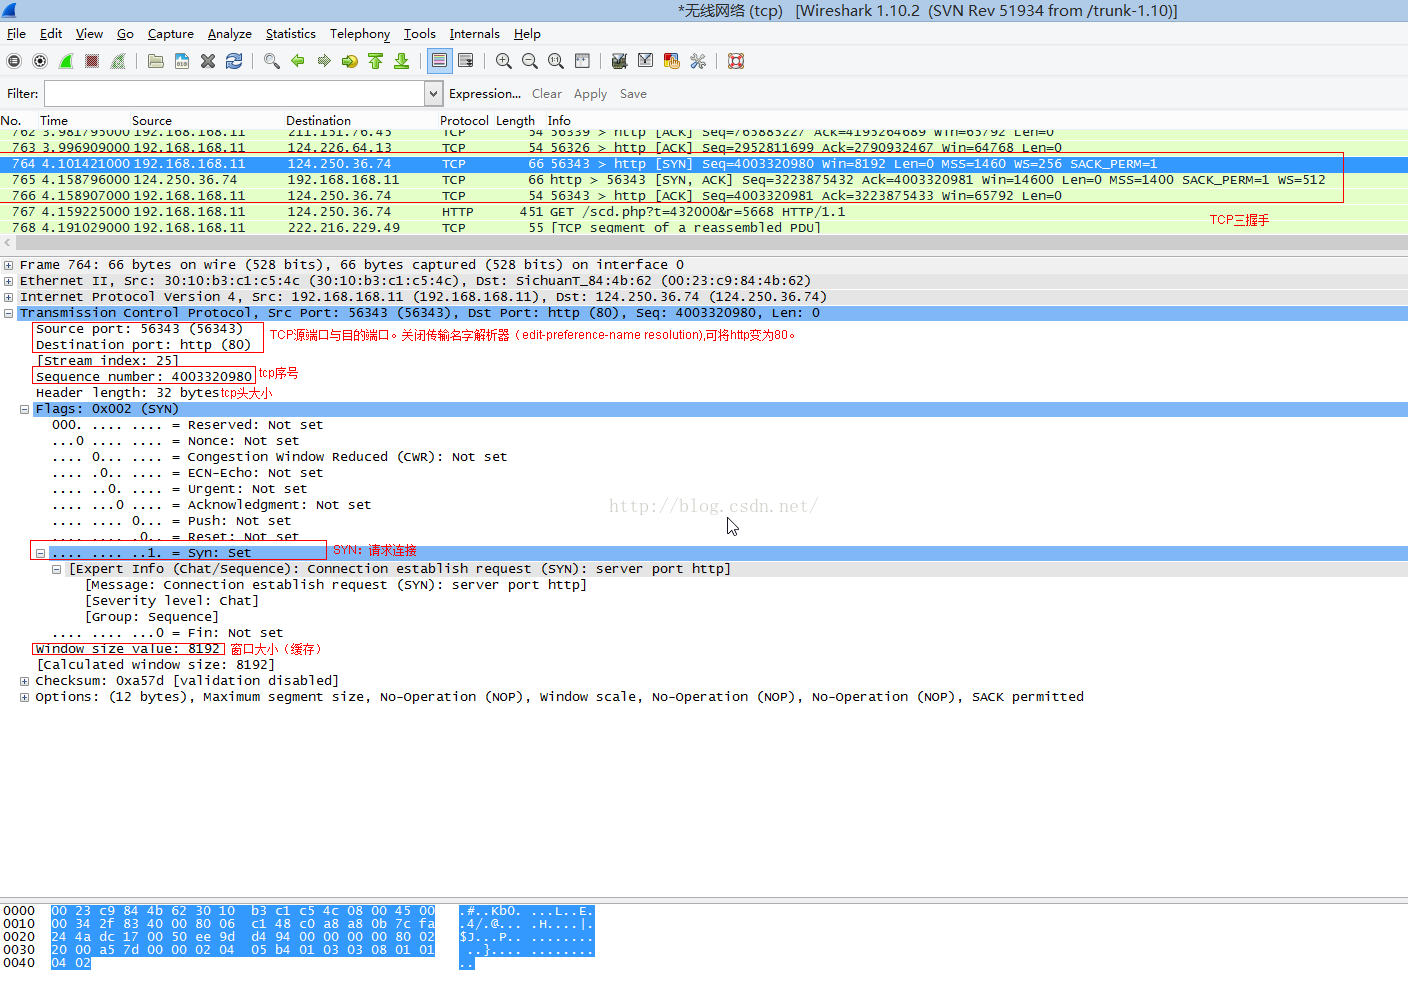 *无线网络 (tcp)   [Wireshark 1.10.2  (SVN Rev 51934 from /trunk-1.10)]
File Edit View Go Capture Analyze Statistics Telephony Tools Internals Help
Filter: Expression... Clear Apply Save
No. Time Source Destination Protocol Length Info
762 3.981795000 192.168.168.11 211.151.76.45 TCP 54 56339 > http [ACK] Seq=765885227 Ack=4195264689 Win=65792 Len=0
763 3.996909000 192.168.168.11 124.226.64.13 TCP 54 56326 > http [ACK] Seq=2952811699 Ack=2790932467 Win=64768 Len=0
764 4.101421000 192.168.168.11 124.250.36.74 TCP 66 56343 > http [SYN] Seq=4003320980 Win=8192 Len=0 MSS=1460 WS=256 SACK_PERM=1
765 4.158796000 124.250.36.74 192.168.168.11 TCP 66 http > 56343 [SYN, ACK] Seq=3223875432 Ack=4003320981 Win=14600 Len=0 MSS=1400 SACK_PERM=1 WS=512
766 4.158907000 192.168.168.11 124.250.36.74 TCP 54 56343 > http [ACK] Seq=4003320981 Ack=3223875433 Win=65792 Len=0
767 4.159225000 192.168.168.11 124.250.36.74 HTTP 451 GET /scd.php?t=432000&r=5668 HTTP/1.1
768 4.191029000 192.168.168.11 222.216.229.49 TCP 55 [TCP segment of a reassembled PDU]
TCP三握手
Frame 764: 66 bytes on wire (528 bits), 66 bytes captured (528 bits) on interface 0
Ethernet II, Src: 30:10:b3:c1:c5:4c (30:10:b3:c1:c5:4c), Dst: SichuanT_84:4b:62 (00:23:c9:84:4b:62)
Internet Protocol Version 4, Src: 192.168.168.11 (192.168.168.11), Dst: 124.250.36.74 (124.250.36.74)
Transmission Control Protocol, Src Port: 56343 (56343), Dst Port: http (80), Seq: 4003320980, Len: 0
Source port: 56343 (56343)
TCP源端口与目的端口。关闭传输名字解析器（edit-preference-name resolution),可将http变为80。
Destination port: http (80)
[Stream index: 25]
Sequence number: 4003320980 tcp序号
Header length: 32 bytes tcp头大小
Flags: 0x002 (SYN)
000. .... .... = Reserved: Not set
...0 .... .... = Nonce: Not set
.... 0... .... = Congestion Window Reduced (CWR): Not set
.... .0.. .... = ECN-Echo: Not set
.... ..0. .... = Urgent: Not set
.... ...0 .... = Acknowledgment: Not set
http://blog.csdn.net/
.... .... 0... = Push: Not set
.... .... .0.. = Reset: Not set
.... .... ..1. = Syn: Set SYN：请求连接
[Expert Info (Chat/Sequence): Connection establish request (SYN): server port http]
[Message: Connection establish request (SYN): server port http]
[Severity level: Chat]
[Group: Sequence]
.... .... ...0 = Fin: Not set
Window size value: 8192 窗口大小（缓存）
[Calculated window size: 8192]
Checksum: 0xa57d [validation disabled]
Options: (12 bytes), Maximum segment size, No-Operation (NOP), Window scale, No-Operation (NOP), No-Operation (NOP), SACK permitted
0000 00 23 c9 84 4b 62 30 10 b3 c1 c5 4c 08 00 45 00 .#..Kb0. ...L..E.
0010 00 34 2f 83 40 00 80 06 c1 48 c0 a8 a8 0b 7c fa .4/.@... .H....|.
0020 24 4a dc 17 00 50 ee 9d d4 94 00 00 00 00 80 02 $J...P.. ........
0030 20 00 a5 7d 00 00 02 04 05 b4 01 03 03 08 01 01 ..}.... ........
0040 04 02 ..